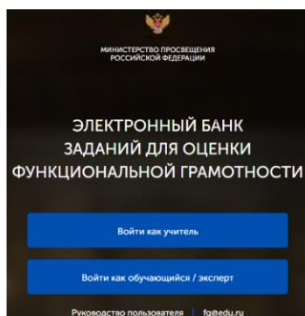 МИНИСТЕРСТВО ПРОСВЕЩЕНИЯ
РОССИЙСКОЙ ФЕДЕРАЦИИ
ЭЛЕКТРОННЫЙ БАНК
ЗАДАНИЙ ДЛЯ ОЦЕНКИ
ФУНКЦИОНАЛЬНОЙ ГРАМОТНОСТИ
Войти как учитель
Войти как обучающийся / эксперт
Руководство пользователя | fg@edu.ru